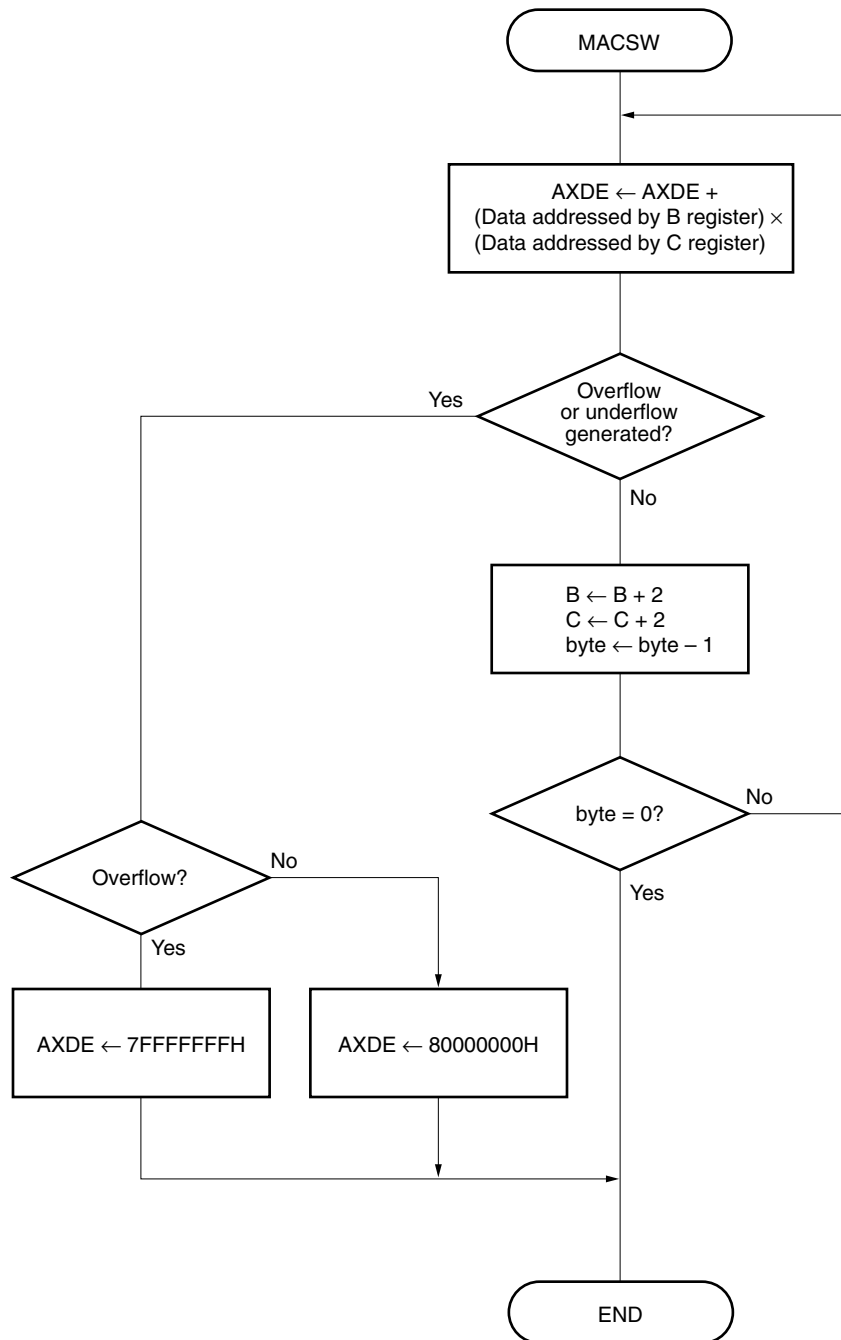 MACSW
AXDE ← AXDE +
(Data addressed by B register) ×
(Data addressed by C register)
Yes
Overflow
or underflow
generated?
No
B ← B + 2
C ← C + 2
byte ← byte – 1
byte = 0?
No
Yes
Overflow?
No
Yes
AXDE ← 7FFFFFFFH
AXDE ← 80000000H
END